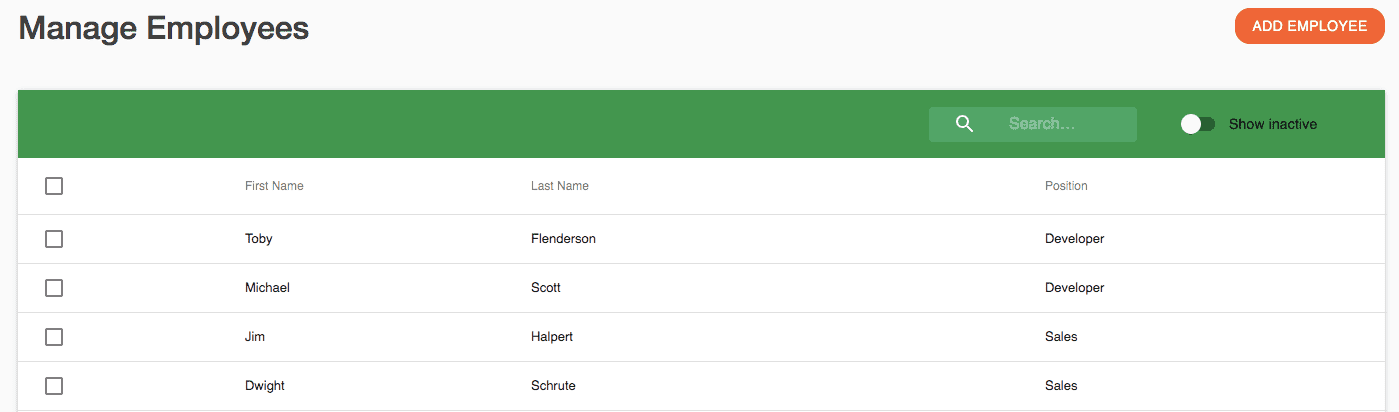 Manage Employees
ADD EMPLOYEE
Search...
Show inactive
First Name Last Name Position
Toby Flenderson Developer
Michael Scott Developer
Jim Halpert Sales
Dwight Schrute Sales